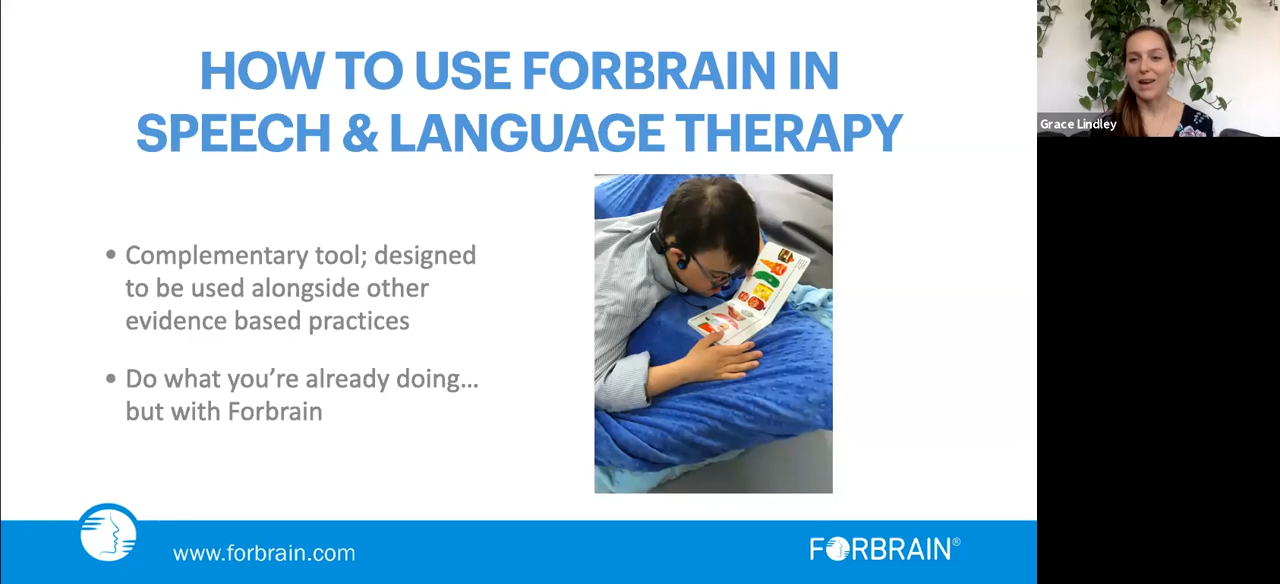 HOW TO USE FORBRAIN IN
SPEECH & LANGUAGE THERAPY
• Complementary tool; designed
to be used alongside other
evidence based practices
• Do what you're already doing...
but with Forbrain
www.forbrain.com
FORBRAIN®
Grace Lindley